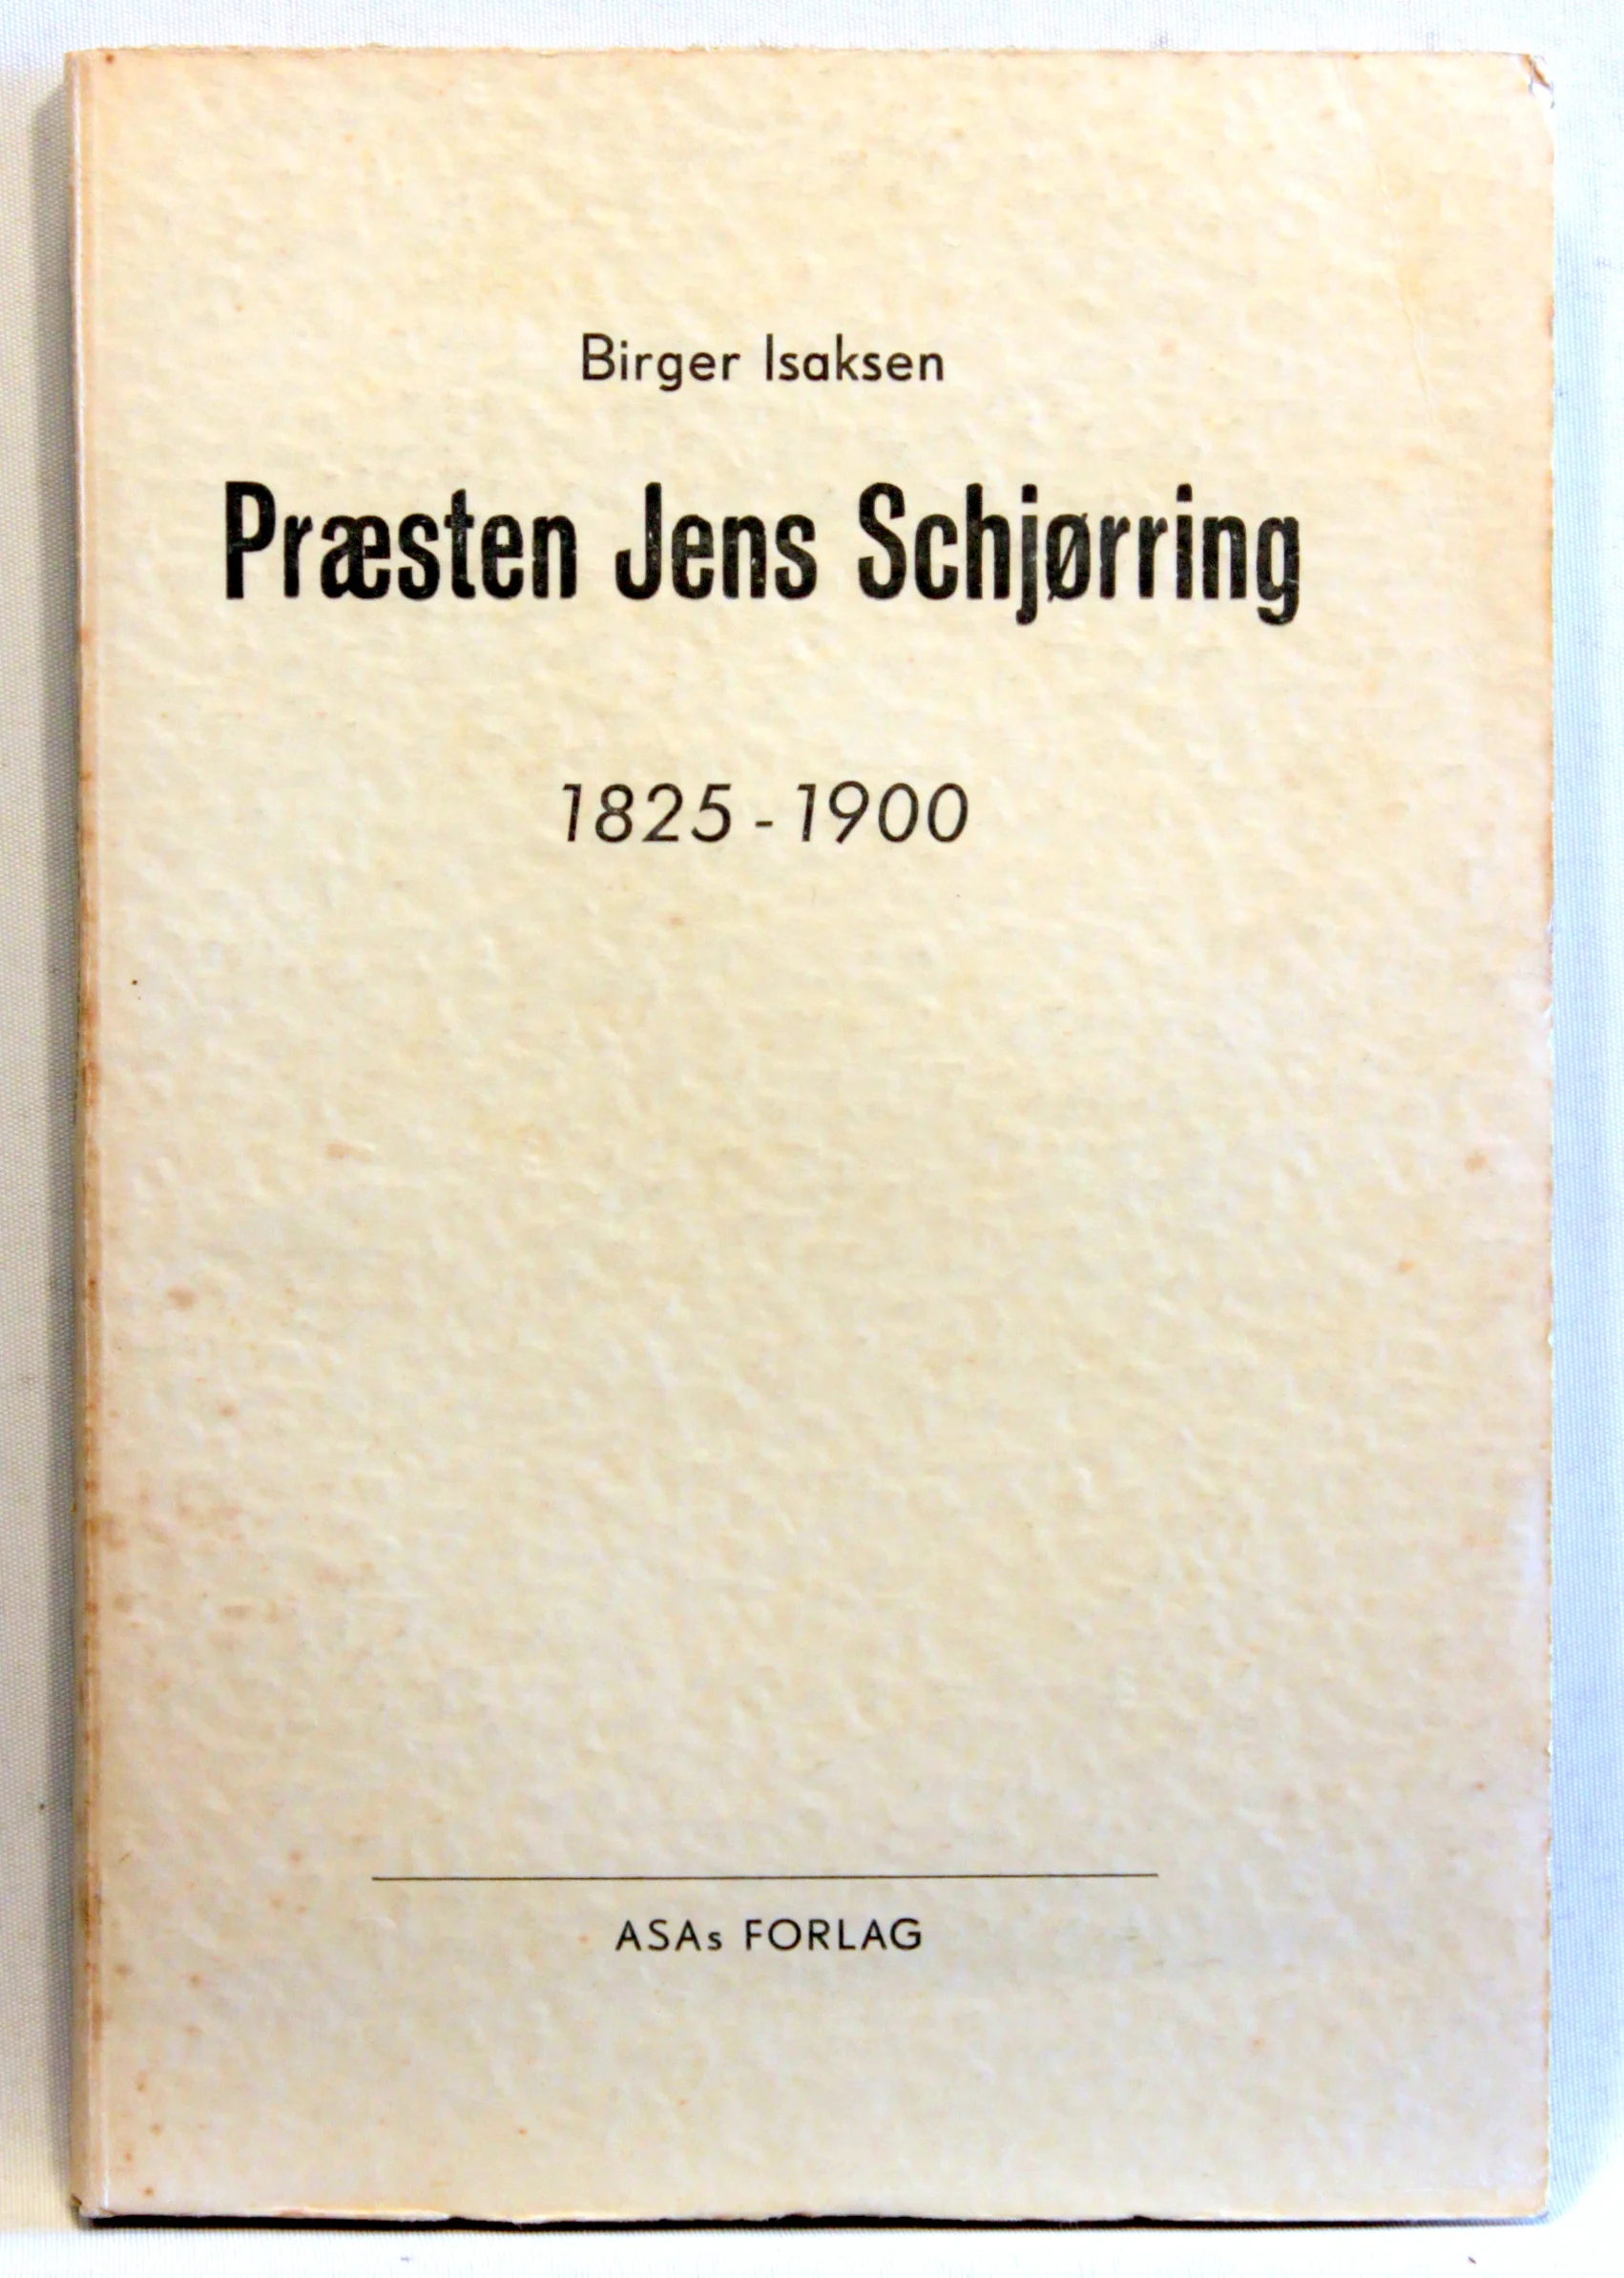 Birger Isaksen
Præsten Jens Schjørring
1825 - 1900
ASAs FORLAG